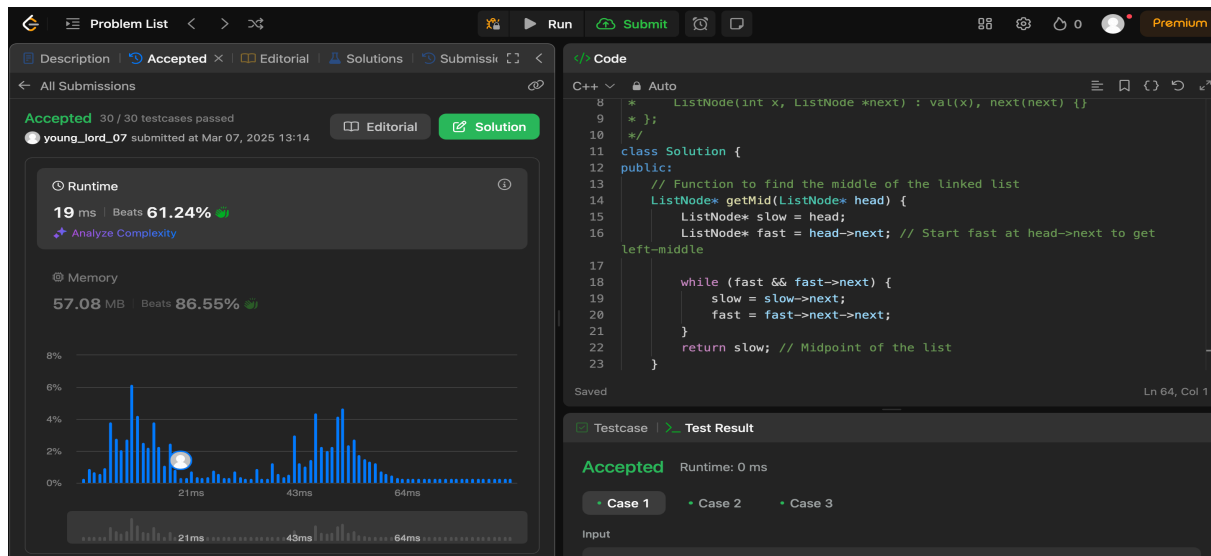 Problem List
Run
Submit
0
Premium
Description
Accepted
Editorial
Solutions
Submissi
All Submissions
Accepted 30 / 30 testcases passed
young_lord_07 submitted at Mar 07, 2025 13:14
Editorial
Solution
Runtime
19 ms Beats 61.24%
Analyze Complexity
Memory
57.08 MB Beats 86.55%
8%
6%
4%
2%
0%
21ms 43ms 64ms
21ms 43ms 64ms
</> Code
C++ Auto
8 * ListNode(int x, ListNode *next) : val(x), next(next) {}
9 * };
10 */
11 class Solution {
12 public:
13 // Function to find the middle of the linked list
14 ListNode* getMid(ListNode* head) {
15 ListNode* slow = head;
16 ListNode* fast = head->next; // Start fast at head->next to get
left-middle
17
18 while (fast && fast->next) {
19 slow = slow->next;
20 fast = fast->next->next;
21 }
22 return slow; // Midpoint of the list
23 }
Saved
Ln 64, Col 1
Testcase
>_ Test Result
Accepted Runtime: 0 ms
• Case 1 • Case 2 • Case 3
Input